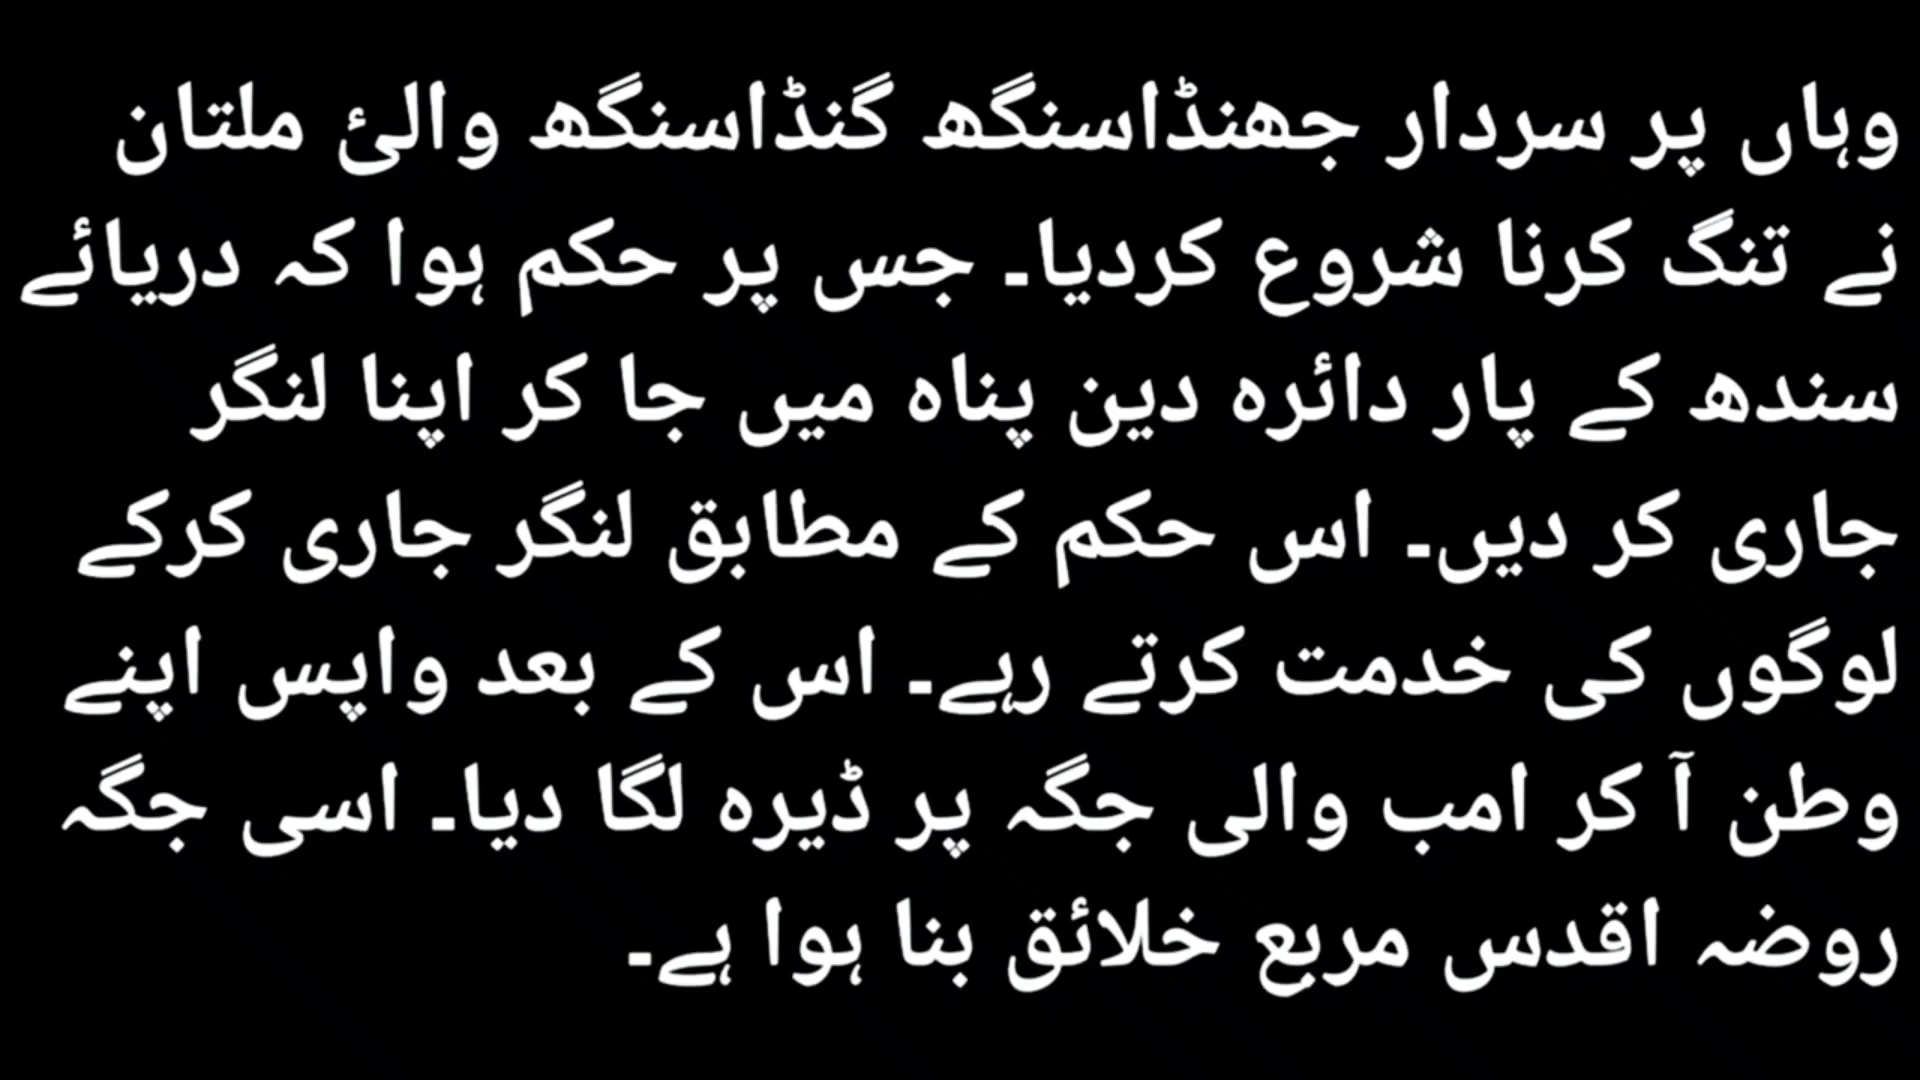 وہاں پر سردار جھنڈاسنگھ گنڈاسنگھ والئ ملتان
نے تنگ کرنا شروع کردیا۔ جس پر حکم ہوا کہ دریائے
سندھ کے پار دائرہ دین پناہ میں جا کر اپنا لنگر
جاری کر دیں۔ اس حکم کے مطابق لنگر جاری کرکے
لوگوں کی خدمت کرتے رہے۔ اس کے بعد واپس اپنے
وطن آ کر امب والی جگہ پر ڈیرہ لگا دیا۔ اسی جگہ
روضہ اقدس مربع خلائق بنا ہوا ہے۔